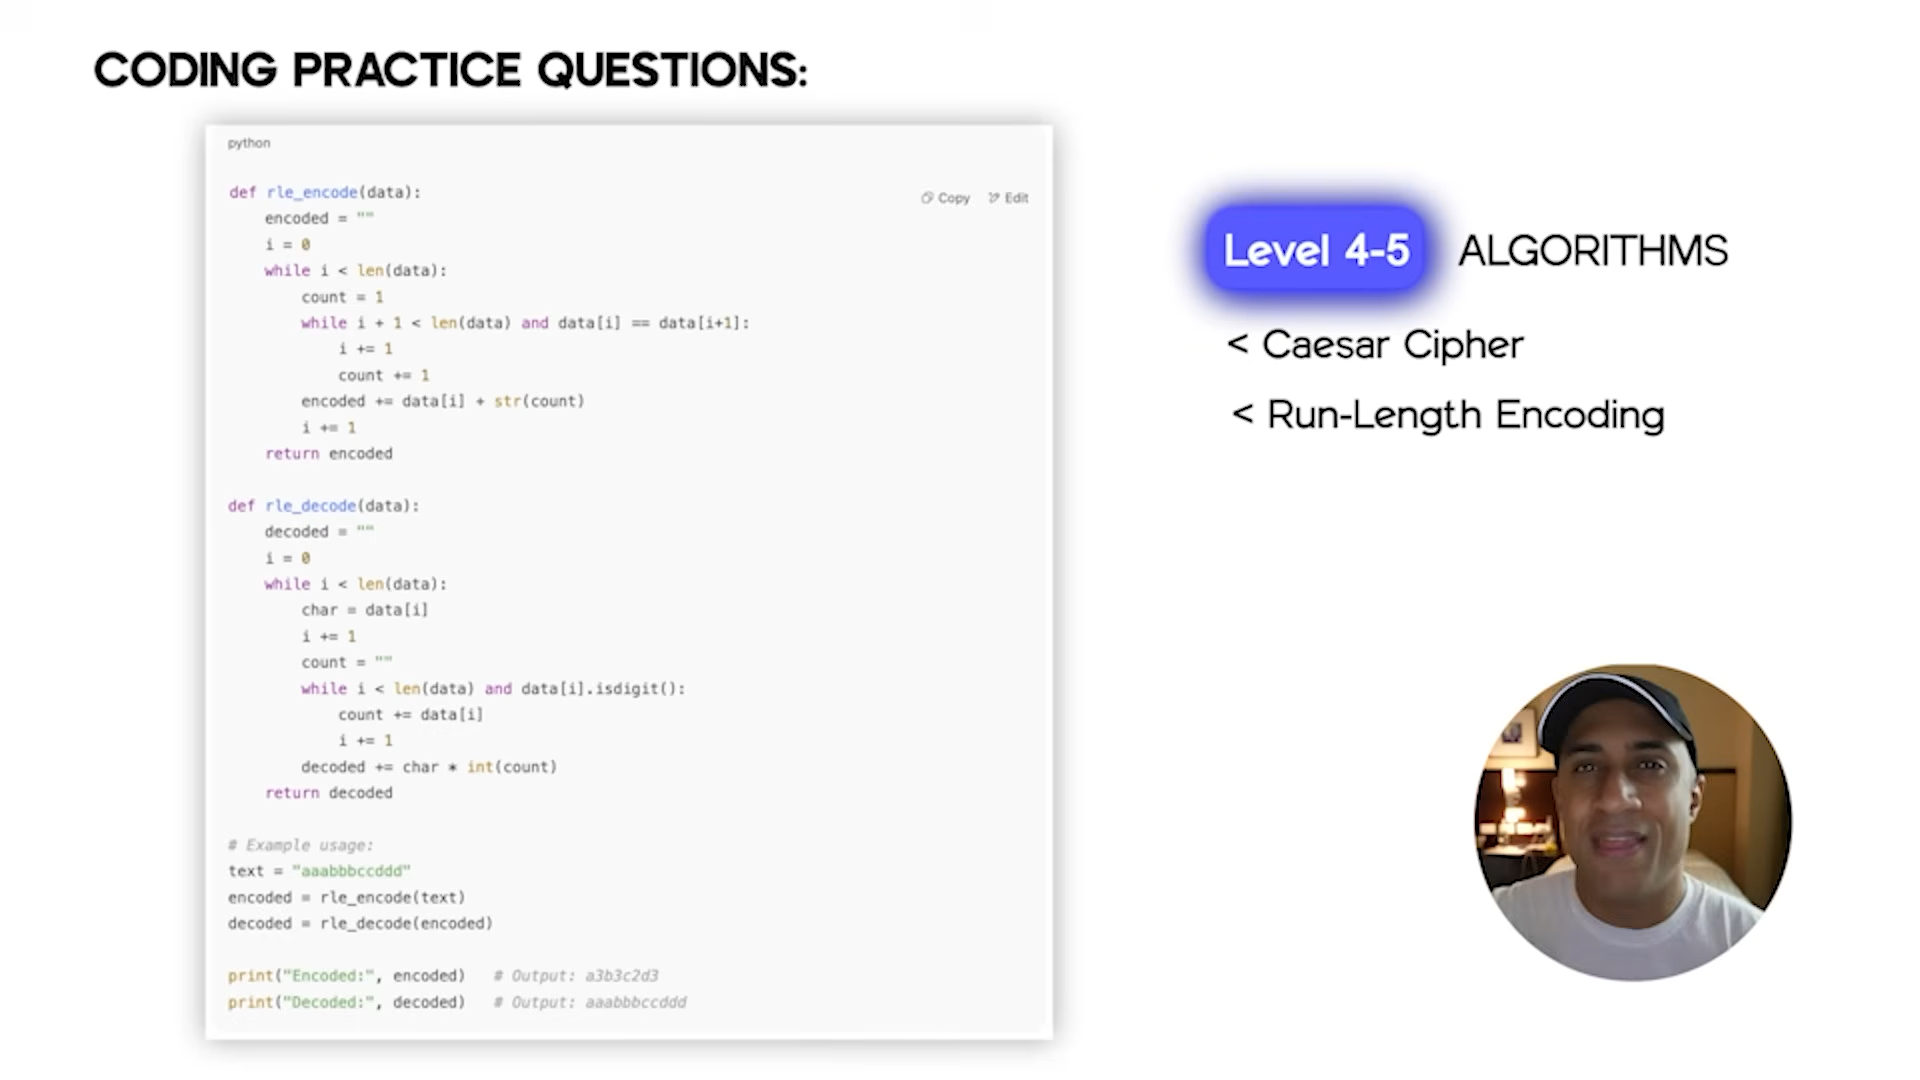 CODING PRACTICE QUESTIONS:
python
Copy Edit
def rle_encode(data):
    encoded = ""
    i = 0
    while i < len(data):
        count = 1
        while i + 1 < len(data) and data[i] == data[i+1]:
            i += 1
            count += 1
        encoded += data[i] + str(count)
        i += 1
    return encoded
def rle_decode(data):
    decoded = ""
    i = 0
    while i < len(data):
        char = data[i]
        i += 1
        count = ""
        while i < len(data) and data[i].isdigit():
            count += data[i]
            i += 1
        decoded += char * int(count)
    return decoded
# Example usage:
text = "aaabbbccddd"
encoded = rle_encode(text)
decoded = rle_decode(encoded)
print("Encoded:", encoded)   # Output: a3b3c2d3
print("Decoded:", decoded)   # Output: aaabbbccddd
Level 4-5 ALGORITHMS
< Caesar Cipher
< Run-Length Encoding